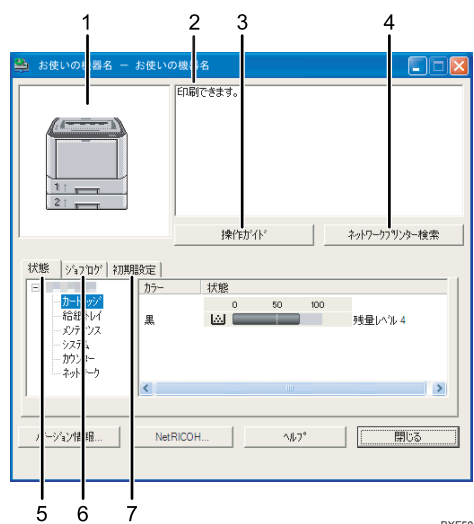 1 2 3 4
お使いの機器名 － お使いの機器名
印刷できます。
1
2
操作ｶﾞｲﾄﾞ ﾈｯﾄﾜｰｸﾌﾟﾘﾝﾀｰ検索
状態 ｼﾞｮﾌﾞﾛｸﾞ 初期設定
カラー 状態
ｶｰﾄﾘｯｼﾞ
0 50 100
給紙ﾄﾚｲ
黒 残量ﾚﾍﾞﾙ 4
ﾒﾝﾃﾅﾝｽ
ｼｽﾃﾑ
ｶｳﾝﾀｰ
ﾈｯﾄﾜｰｸ
ﾊﾞｰｼﾞｮﾝ情報... NetRICOH... ﾍﾙﾌﾟ 閉じる
5 6 7